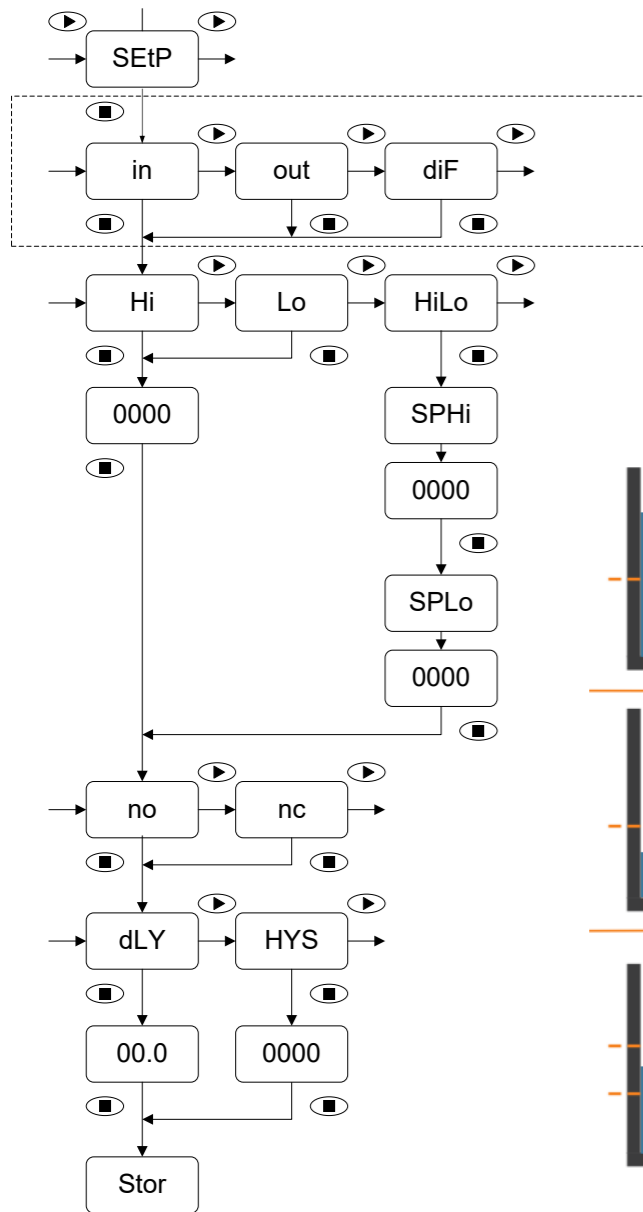 SEtP
in out diF
Hi Lo HiLo
0000 SPHi
0000
SPLo
0000
no nc
dLY HYS
00.0 0000
Stor